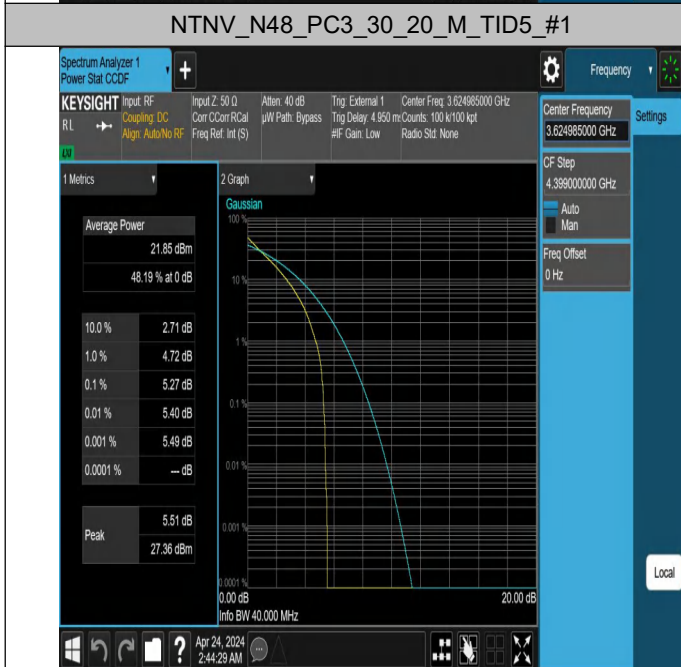 NTNV_N48_PC3_30_20_M_TID5_#1
Spectrum Analyzer 1
Power Stat CCDF
+
Frequency
KEYSIGHT
RL
Input: RF
Coupling: DC
Align: Auto/No RF
Input Z: 50 Ω
Corr CCorr RCal
Freq Ref: Int (S)
Atten: 40 dB
µW Path: Bypass
Trig: External 1
Trig Delay: 4.950 ms
#IF Gain: Low
Center Freq: 3.624985000 GHz
Counts: 100 k/100 kpt
Radio Std: None
Center Frequency
3.624985000 GHz
Settings
CF Step
4.399000000 GHz
Auto
Man
Freq Offset
0 Hz
1 Metrics
Average Power
21.85 dBm
48.19 % at 0 dB
10.0 % 2.71 dB
1.0 % 4.72 dB
0.1 % 5.27 dB
0.01 % 5.40 dB
0.001 % 5.49 dB
0.0001 % --- dB
Peak
5.51 dB
27.36 dBm
2 Graph
Gaussian
100 %
10 %
1 %
0.1 %
0.01 %
0.001 %
0.0001 %
0.00 dB 20.00 dB
Info BW 40.000 MHz
Local
?
Apr 24, 2024
2:44:29 AM